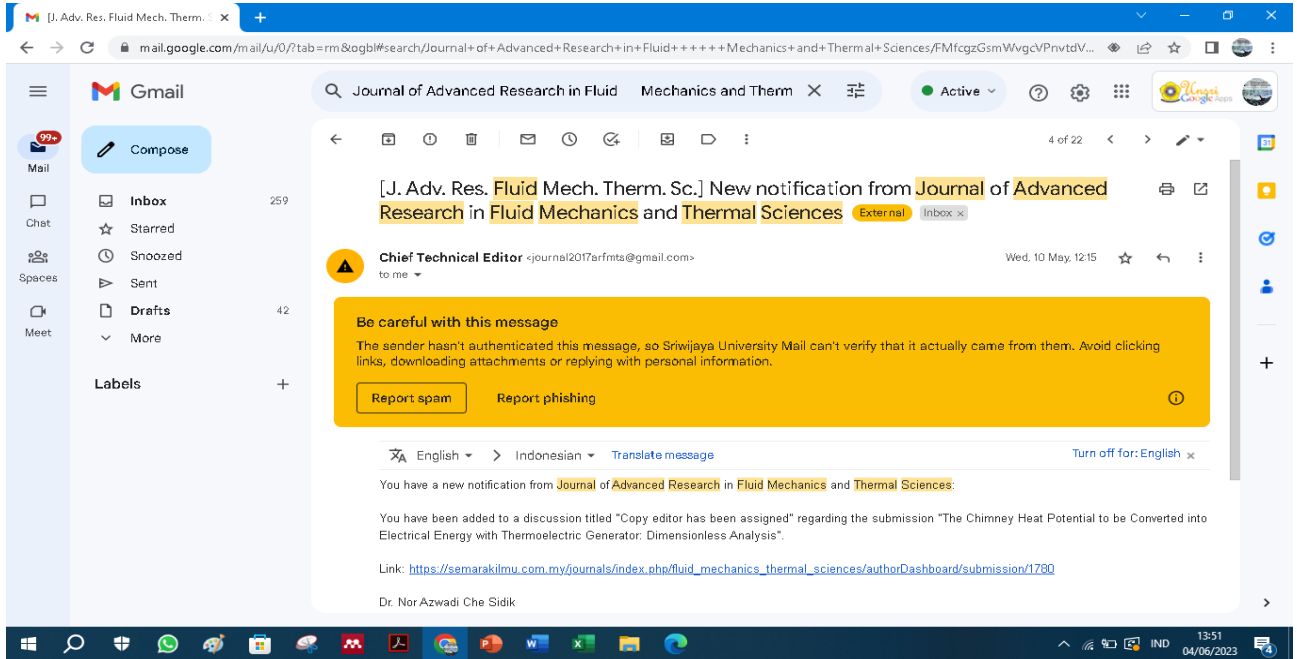 [J. Adv. Res. Fluid Mech. Therm. S
mail.google.com/mail/u/0/?tab=rm&ogbl#search/Journal+of+Advanced+Research+in+Fluid++++++Mechanics+and+Thermal+Sciences/FMfcgzGsmWvgcVPnvtdV...
Gmail
Journal of Advanced Research in Fluid Mechanics and Therm
Active
Unsri
Google Apps
99+
Mail
Chat
Spaces
Meet
Compose
Inbox 259
Starred
Snoozed
Sent
Drafts 42
More
Labels
4 of 22
31
[J. Adv. Res. Fluid Mech. Therm. Sc.] New notification from Journal of Advanced
Research in Fluid Mechanics and Thermal Sciences External Inbox ×
Chief Technical Editor <journal2017arfmts@gmail.com> Wed, 10 May, 12:15
to me
Be careful with this message
The sender hasn't authenticated this message, so Sriwijaya University Mail can't verify that it actually came from them. Avoid clicking
links, downloading attachments or replying with personal information.
Report spam Report phishing
English > Indonesian Translate message Turn off for: English ×
You have a new notification from Journal of Advanced Research in Fluid Mechanics and Thermal Sciences:
You have been added to a discussion titled "Copy editor has been assigned" regarding the submission "The Chimney Heat Potential to be Converted into
Electrical Energy with Thermoelectric Generator: Dimensionless Analysis".
Link: https://semarakilmu.com.my/journals/index.php/fluid_mechanics_thermal_sciences/authorDashboard/submission/1780
Dr. Nor Azwadi Che Sidik
IND
13:51
04/06/2023
4